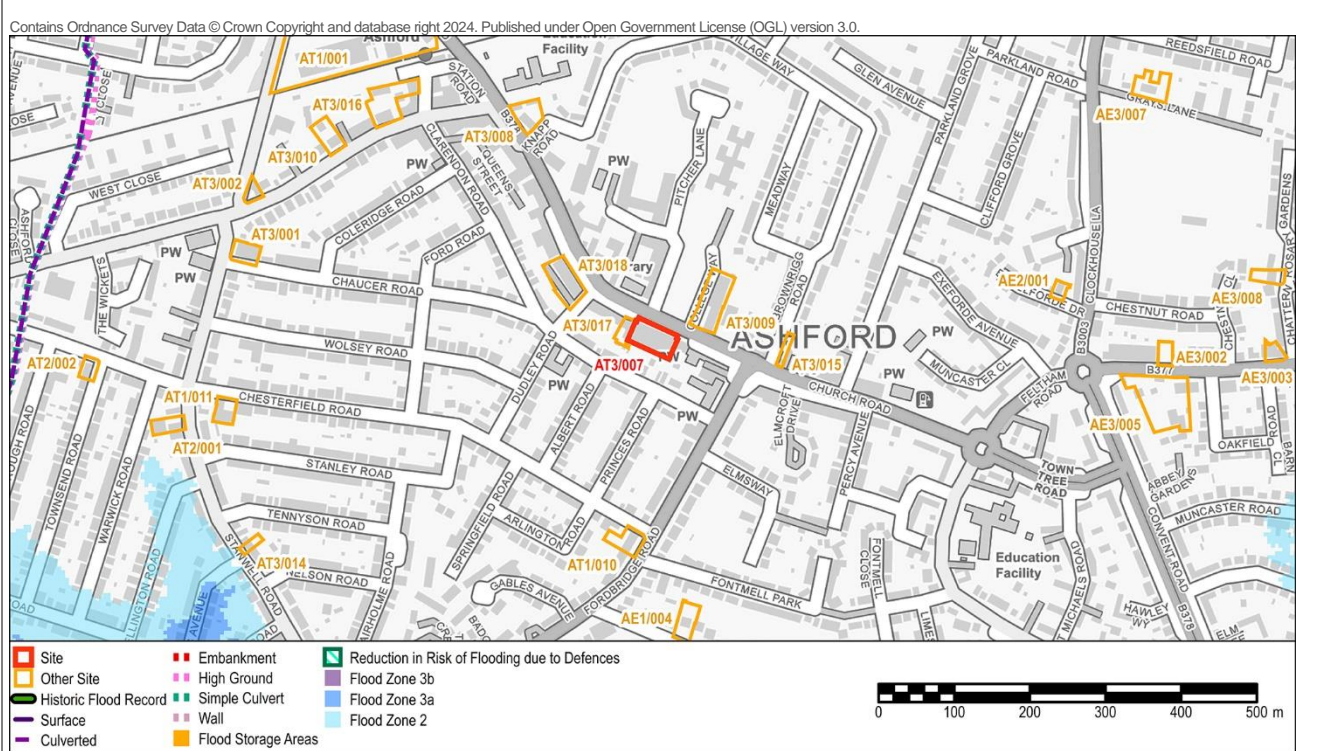 Contains Ordnance Survey Data © Crown Copyright and database right 2024. Published under Open Government License (OGL) version 3.0.
Ashford
AT1/001
Education
Facility
VILLAGE WAY
GLEN AVENUE
PARKLAND ROAD
PARKLAND GROVE
REEDSFIELD ROAD
GRAYS LANE
AE3/007
STATION
ROAD
B378
AT3/016
AT3/008
KNAPP
ROAD
AT3/010
PW
PW
CLARENDON ROAD
QUEENS
STREET
PITCHER LANE
MEADWAY
CLIFFORD GROVE
CLOCKHOUSE LA
WEST CLOSE
AT3/002
COLERIDGE ROAD
FORD ROAD
AT3/001
PW
PW
ASHFORD
CLOSE
THE WICKETS
CHAUCER ROAD
AT3/018
COLLEGE WAY
BROWNRIGG
ROAD
EXEFORDE AVENUE
AE2/001
CHESTNUT ROAD
AE3/008
AT3/017
AT3/009
ASHFORD
PW
B3003
WOLSEY ROAD
AT3/007
PW
AT3/015
MUNCASTER CL
AE3/002
B377
AE3/003
AT2/002
DUDLEY ROAD
PW
PW
FELTHAM
ROAD
AT1/011
CHESTERFIELD ROAD
ALBERT ROAD
PRINCES ROAD
PW
ELMCROFT
DRIVE
CHURCH ROAD
AE3/005
AT2/001
STANLEY ROAD
PERCY AVENUE
OAKFIELD
CL
TOWNSEND ROAD
WARWICK ROAD
ELMSWAY
TOWN
TREE
ROAD
ABBEY
GARDENS
TENNYSON ROAD
SPRINGFIELD ROAD
ARLINGTON
ROAD
MUNCASTER ROAD
CONVENT ROAD
AT3/014
STANWELL ROAD
NELSON ROAD
AT1/010
FORDBRIDGE ROAD
FONTMELL
CLOSE
Education
Facility
GABLES AVENUE
FONTMELL PARK
AE1/004
HAWLEY
WY
B378
AVENUE
Site
Other Site
Historic Flood Record
Surface
Culverted
Embankment
High Ground
Simple Culvert
Wall
Flood Storage Areas
Reduction in Risk of Flooding due to Defences
Flood Zone 3b
Flood Zone 3a
Flood Zone 2
0 100 200 300 400 500 m